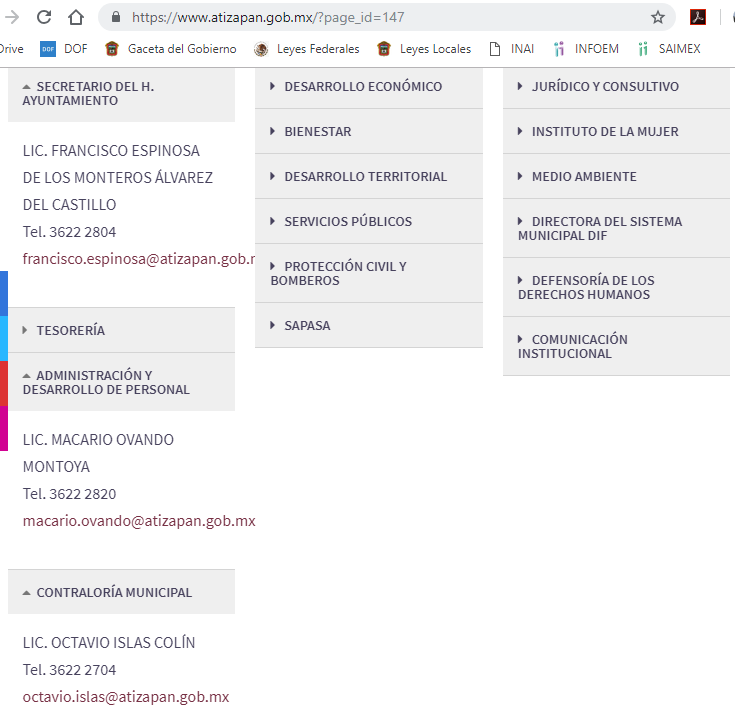 https://www.atizapan.gob.mx/?page_id=147
Drive DOF DOF Gaceta del Gobierno Leyes Federales Leyes Locales INAI INFOEM SAIMEX
SECRETARIO DEL H.
AYUNTAMIENTO
LIC. FRANCISCO ESPINOSA
DE LOS MONTEROS ÁLVAREZ
DEL CASTILLO
Tel. 3622 2804
francisco.espinosa@atizapan.gob.m
TESORERÍA
ADMINISTRACIÓN Y
DESARROLLO DE PERSONAL
LIC. MACARIO OVANDO
MONTOYA
Tel. 3622 2820
macario.ovando@atizapan.gob.mx
CONTRALORÍA MUNICIPAL
LIC. OCTAVIO ISLAS COLÍN
Tel. 3622 2704
octavio.islas@atizapan.gob.mx
DESARROLLO ECONÓMICO
BIENESTAR
DESARROLLO TERRITORIAL
SERVICIOS PÚBLICOS
PROTECCIÓN CIVIL Y
BOMBEROS
SAPASA
JURÍDICO Y CONSULTIVO
INSTITUTO DE LA MUJER
MEDIO AMBIENTE
DIRECTORA DEL SISTEMA
MUNICIPAL DIF
DEFENSORÍA DE LOS
DERECHOS HUMANOS
COMUNICACIÓN
INSTITUCIONAL